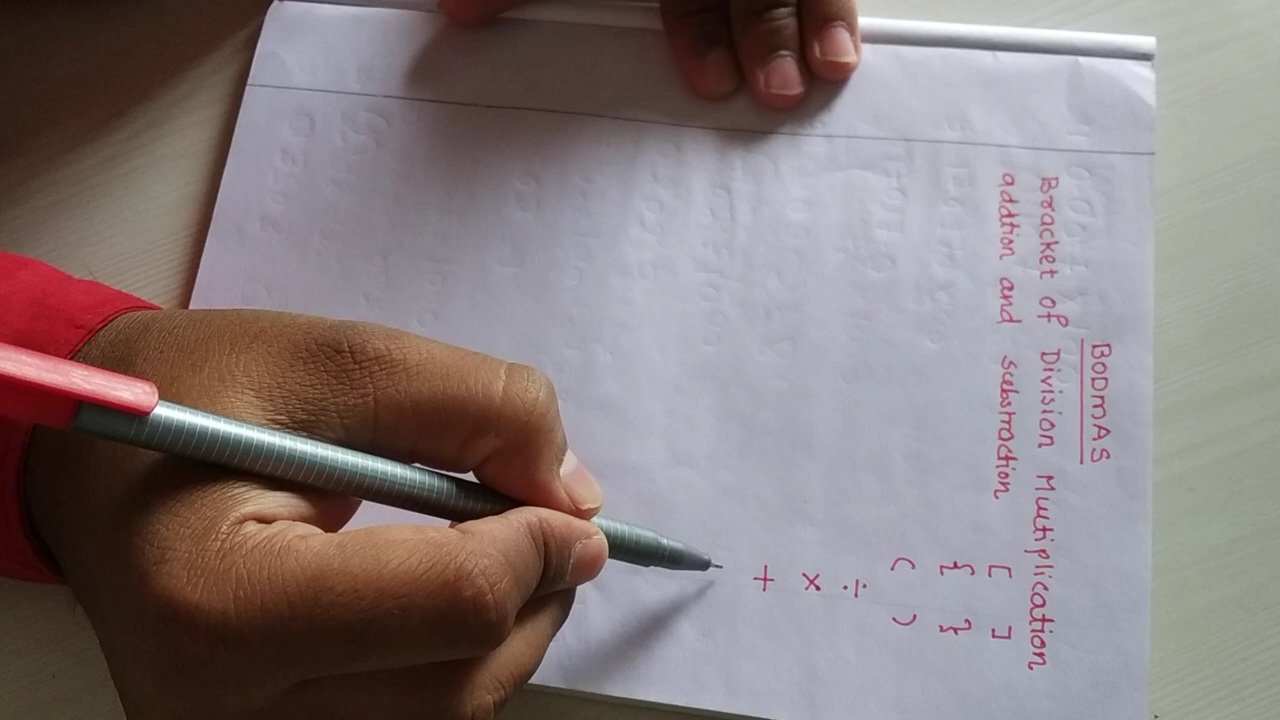 BODMAS
Bracket of Division Multiplication
addtion and substraction
[ ]
{ }
( )
÷
×
+